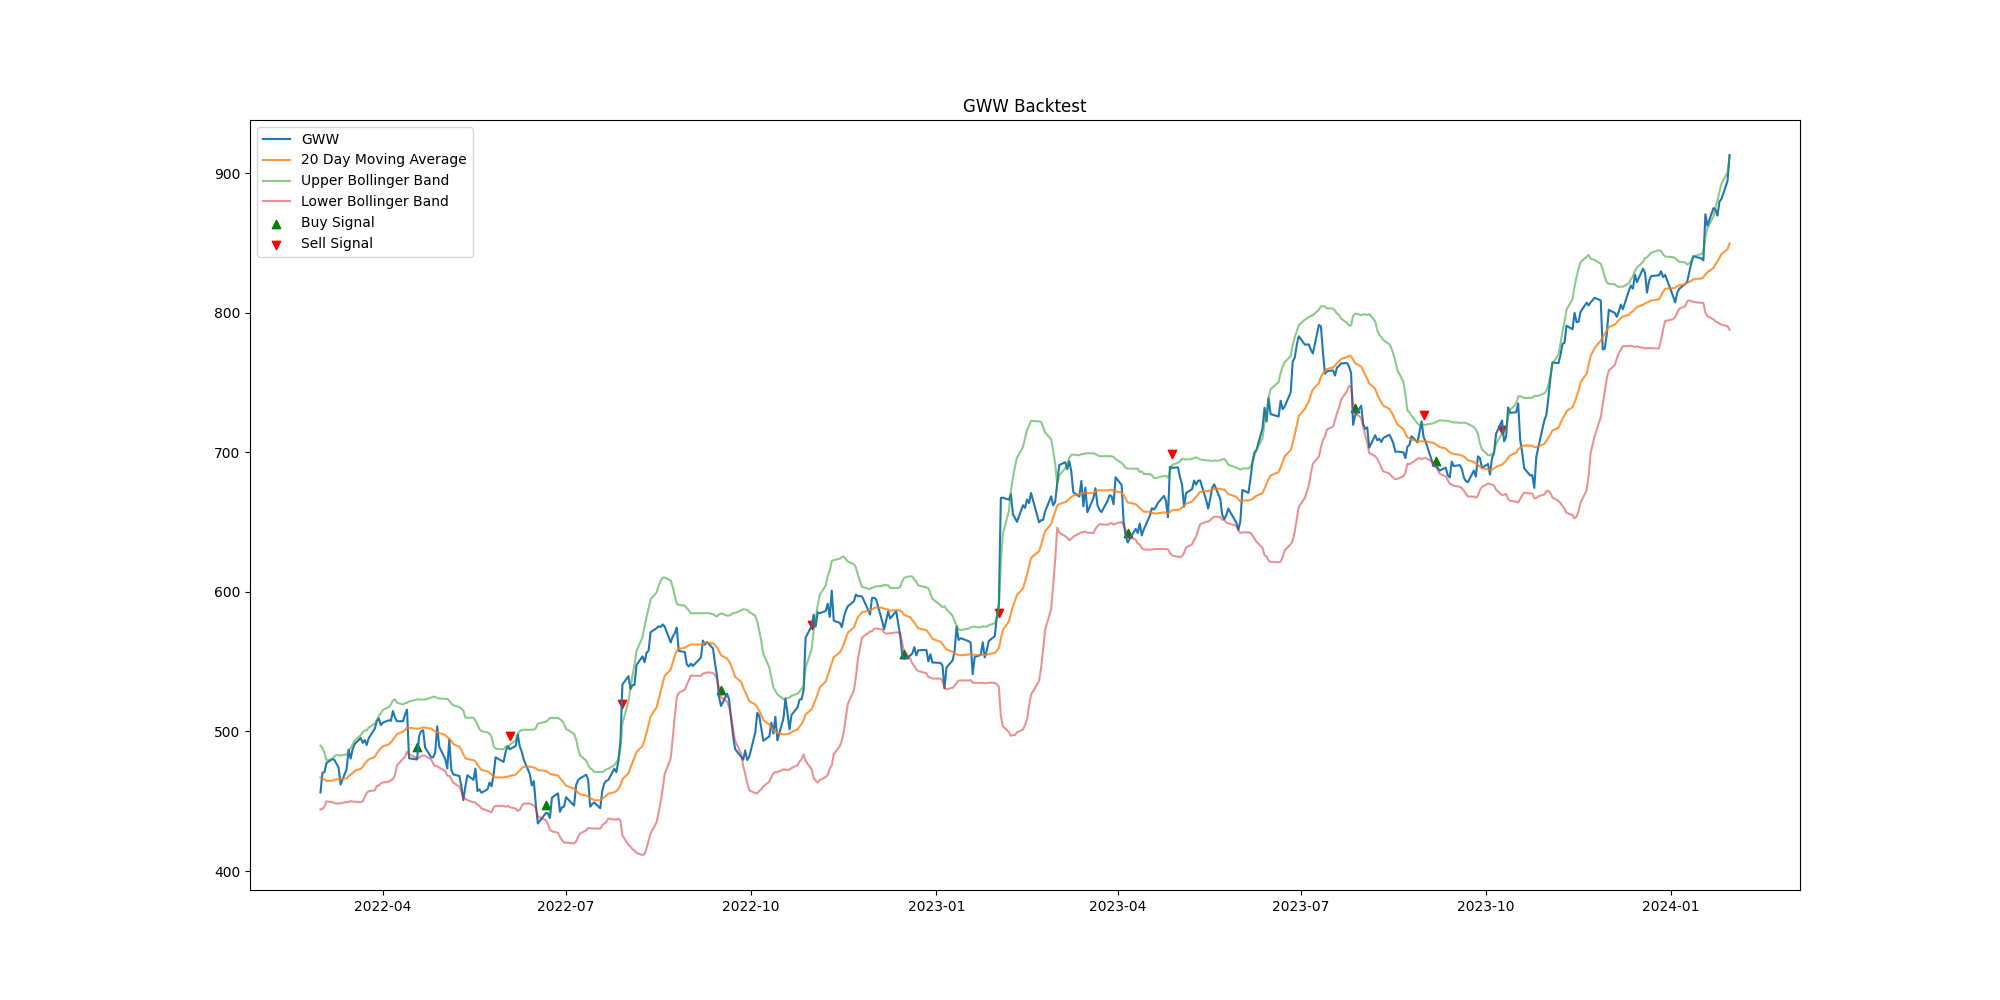 GWW Backtest
GWW
20 Day Moving Average
Upper Bollinger Band
Lower Bollinger Band
Buy Signal
Sell Signal
900
800
700
600
500
400
2022-04
2022-07
2022-10
2023-01
2023-04
2023-07
2023-10
2024-01